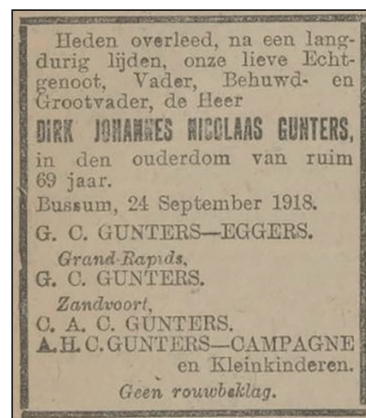 Heden overleed, na een lang-
durig lijden, onze lieve Echt-
genoot, Vader, Behuwd- en
Grootvader, de Heer
DIRK JOHANNES NICOLAAS GUNTERS,
in den ouderdom van ruim
69 jaar.
Bussum, 24 September 1918.
G. C. GUNTERS—EGGERS.
Grand-Rapids,
G. C. GUNTERS.
Zandvoort,
C. A. C. GUNTERS.
A. H. C. GUNTERS—CAMPAGNE
en Kleinkinderen.
Geen rouwbeklag.